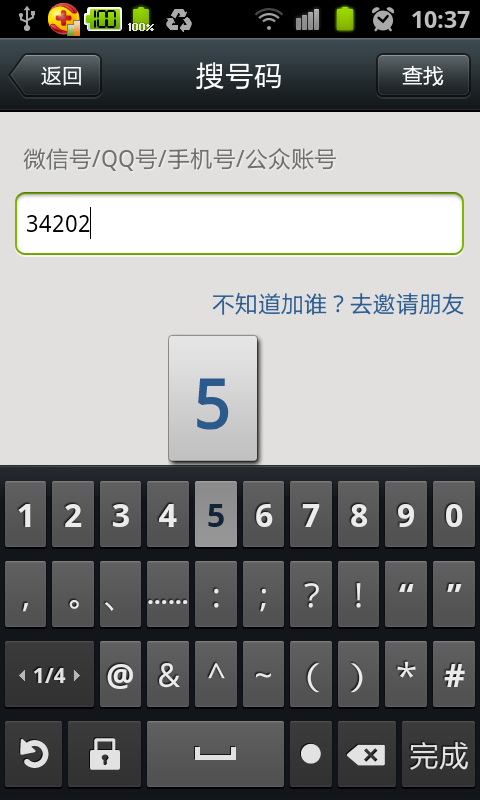 100% 10:37
返回 搜号码 查找
微信号/QQ号/手机号/公众账号
34202
不知道加谁？去邀请朋友
5
1 2 3 4 5 6 7 8 9 0
， 。 、 …… : ; ? ! “ ”
1/4 @ & ^ ~ ( ) * #
完成